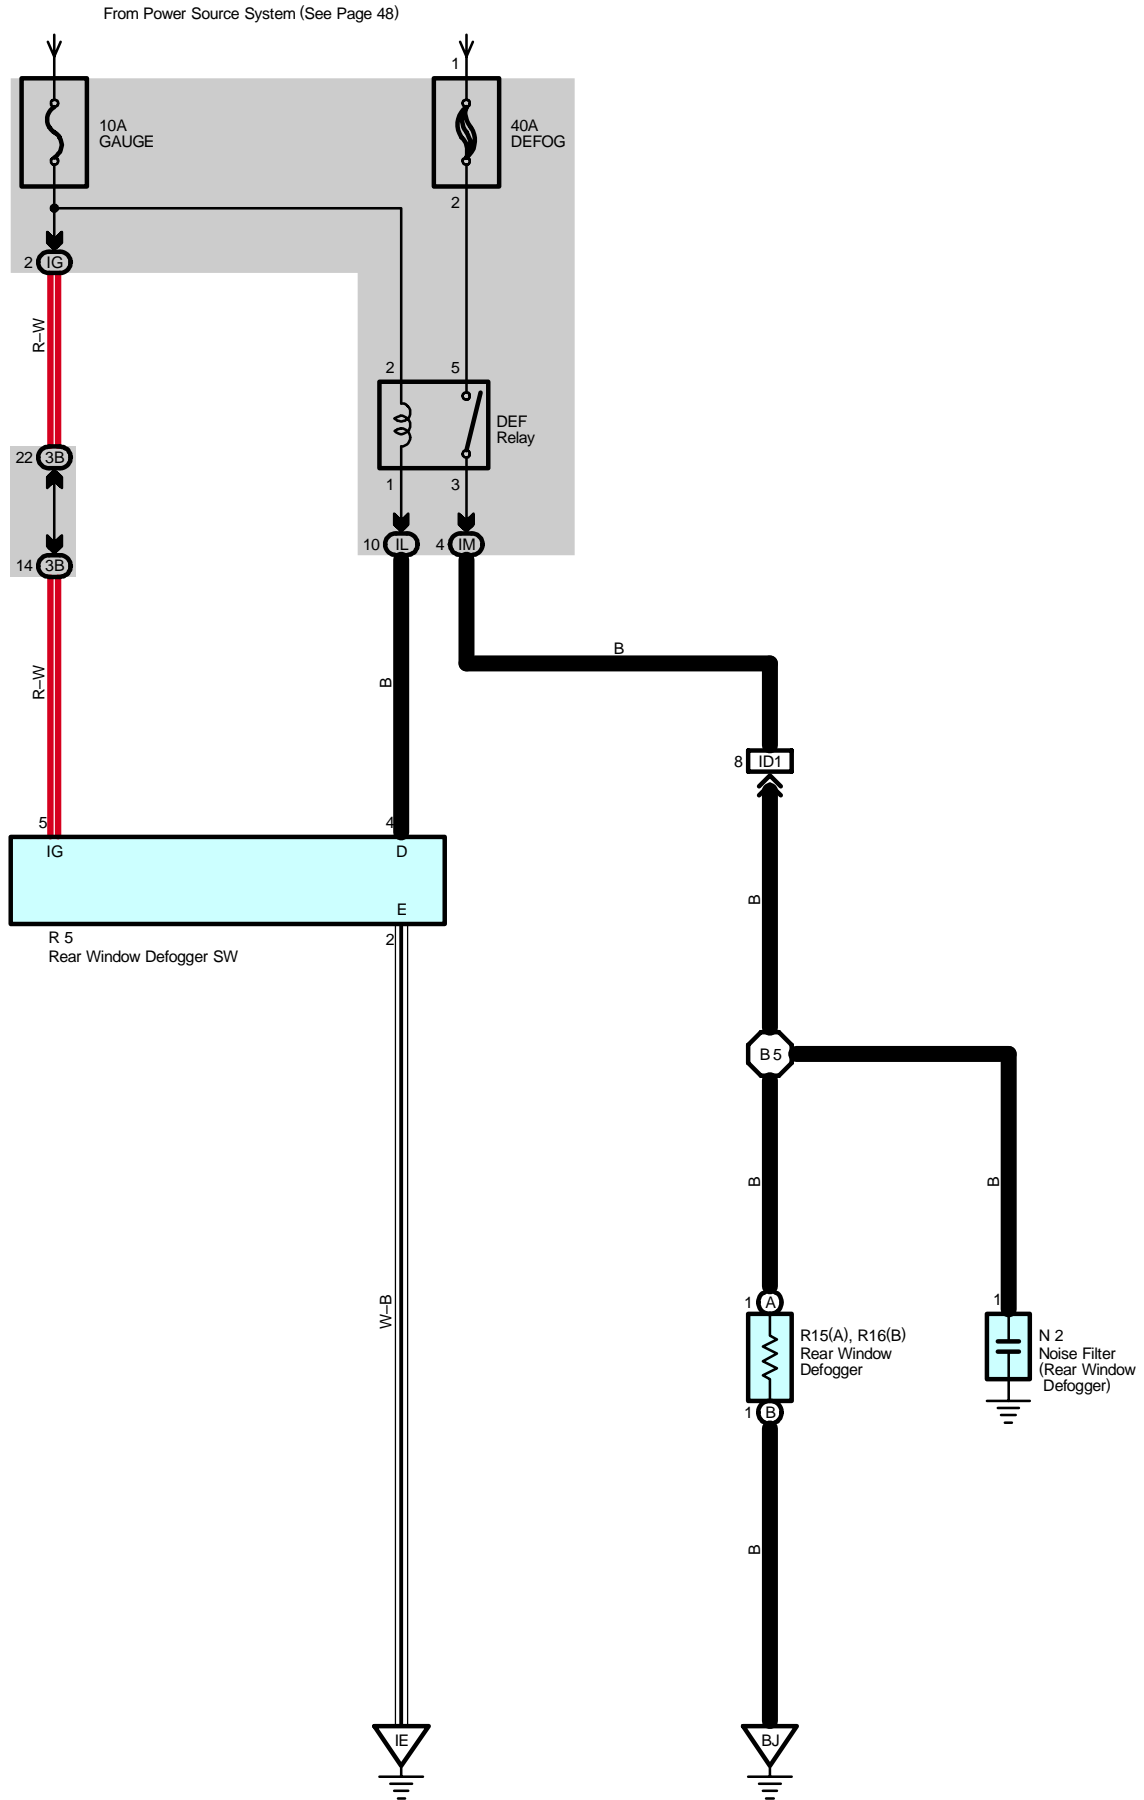 From Power Source System (See Page 48)
1
10A
GAUGE
40A
DEFOG
2
2 IG
R–W
2 5
DEF
Relay
22 3B
1 3
10 IL 4 IM
14 3B
B
R–W
B
8 ID1
5 4
IG D
B
E
R 5 2
Rear Window Defogger SW
B 5
B B
W–B
1 A 1
R15(A), R16(B)
Rear Window
Defogger
N 2
Noise Filter
(Rear Window
Defogger)
1 B
B
IE BJ